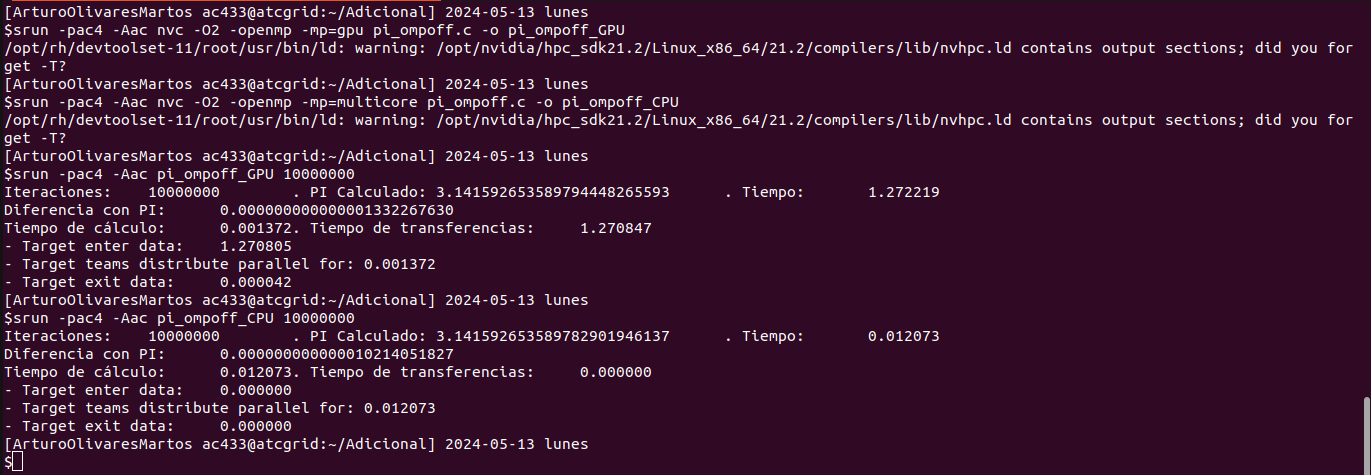 [ArturoOlivaresMartos ac433@atcgrid:~/Adicional] 2024-05-13 lunes
$srun -pac4 -Aac nvc -O2 -openmp -mp=gpu pi_ompoff.c -o pi_ompoff_GPU
/opt/rh/devtoolset-11/root/usr/bin/ld: warning: /opt/nvidia/hpc_sdk21.2/Linux_x86_64/21.2/compilers/lib/nvhpc.ld contains output sections; did you for
get -T?
[ArturoOlivaresMartos ac433@atcgrid:~/Adicional] 2024-05-13 lunes
$srun -pac4 -Aac nvc -O2 -openmp -mp=multicore pi_ompoff.c -o pi_ompoff_CPU
/opt/rh/devtoolset-11/root/usr/bin/ld: warning: /opt/nvidia/hpc_sdk21.2/Linux_x86_64/21.2/compilers/lib/nvhpc.ld contains output sections; did you for
get -T?
[ArturoOlivaresMartos ac433@atcgrid:~/Adicional] 2024-05-13 lunes
$srun -pac4 -Aac pi_ompoff_GPU 10000000
Iteraciones:    10000000        . PI Calculado: 3.141592653589794448265593      . Tiempo:       1.272219
Diferencia con PI:      0.000000000000001332267630
Tiempo de cálculo:      0.001372. Tiempo de transferencias:     1.270847
- Target enter data:    1.270805
- Target teams distribute parallel for: 0.001372
- Target exit data:     0.000042
[ArturoOlivaresMartos ac433@atcgrid:~/Adicional] 2024-05-13 lunes
$srun -pac4 -Aac pi_ompoff_CPU 10000000
Iteraciones:    10000000        . PI Calculado: 3.141592653589782901946137      . Tiempo:       0.012073
Diferencia con PI:      0.000000000000010214051827
Tiempo de cálculo:      0.012073. Tiempo de transferencias:     0.000000
- Target enter data:    0.000000
- Target teams distribute parallel for: 0.012073
- Target exit data:     0.000000
[ArturoOlivaresMartos ac433@atcgrid:~/Adicional] 2024-05-13 lunes
$